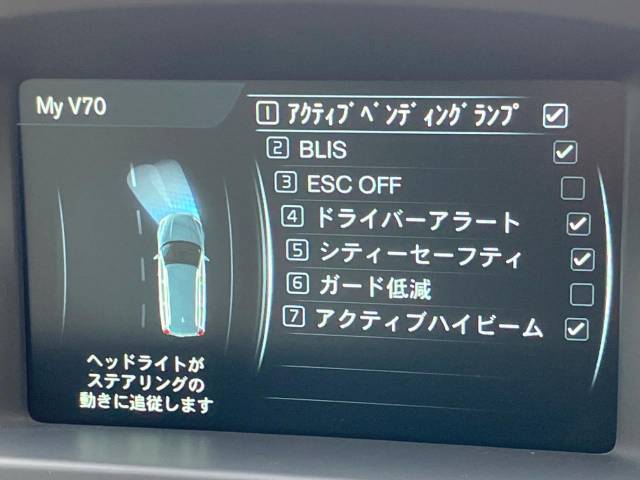 My V70
1 アクティブベンディングランプ
2 BLIS
3 ESC OFF
4 ドライバーアラート
5 シティーセーフティ
6 ガード低減
7 アクティブハイビーム
ヘッドライトが
ステアリングの
動きに追従します